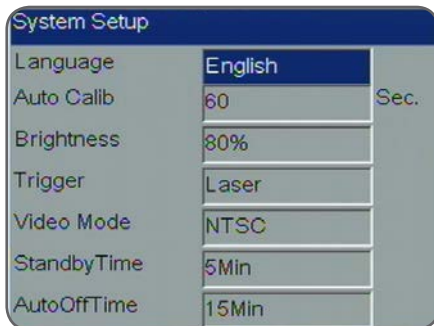 System Setup
Language English
Auto Calib 60 Sec.
Brightness 80%
Trigger Laser
Video Mode NTSC
StandbyTime 5Min
AutoOffTime 15Min